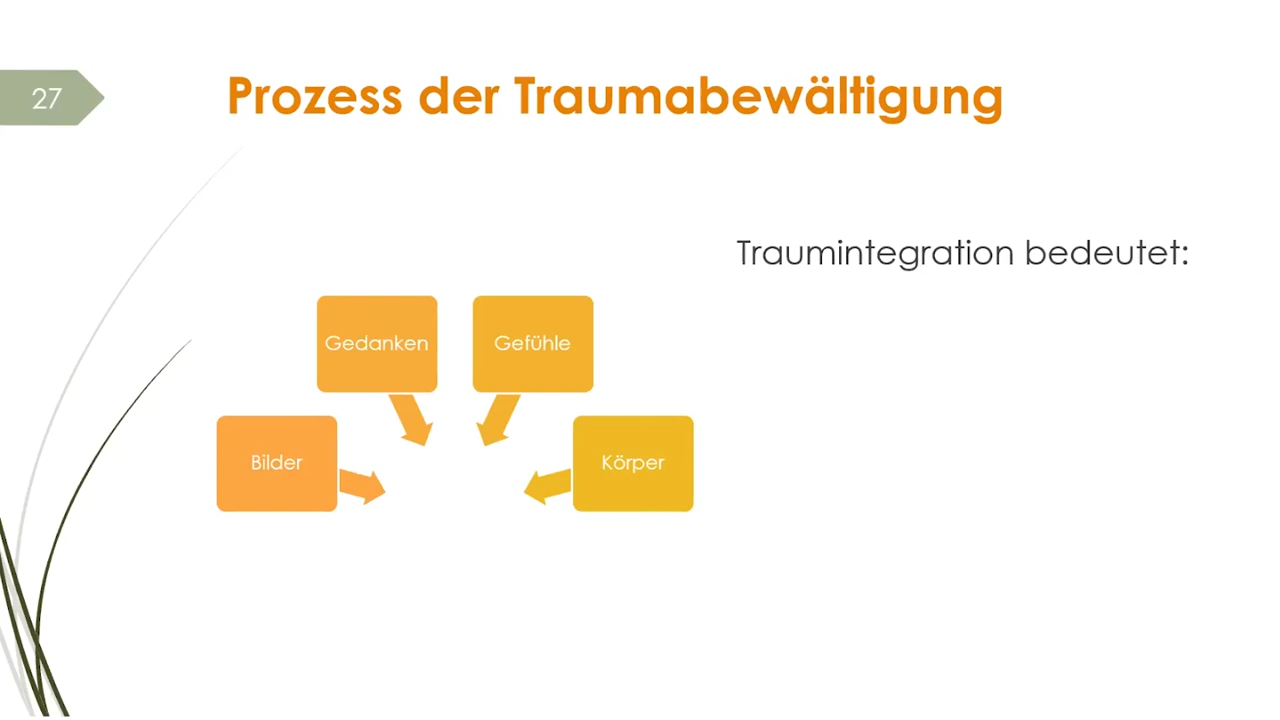 27
Prozess der Traumabewältigung
Traumintegration bedeutet:
Gedanken
Gefühle
Bilder
Körper